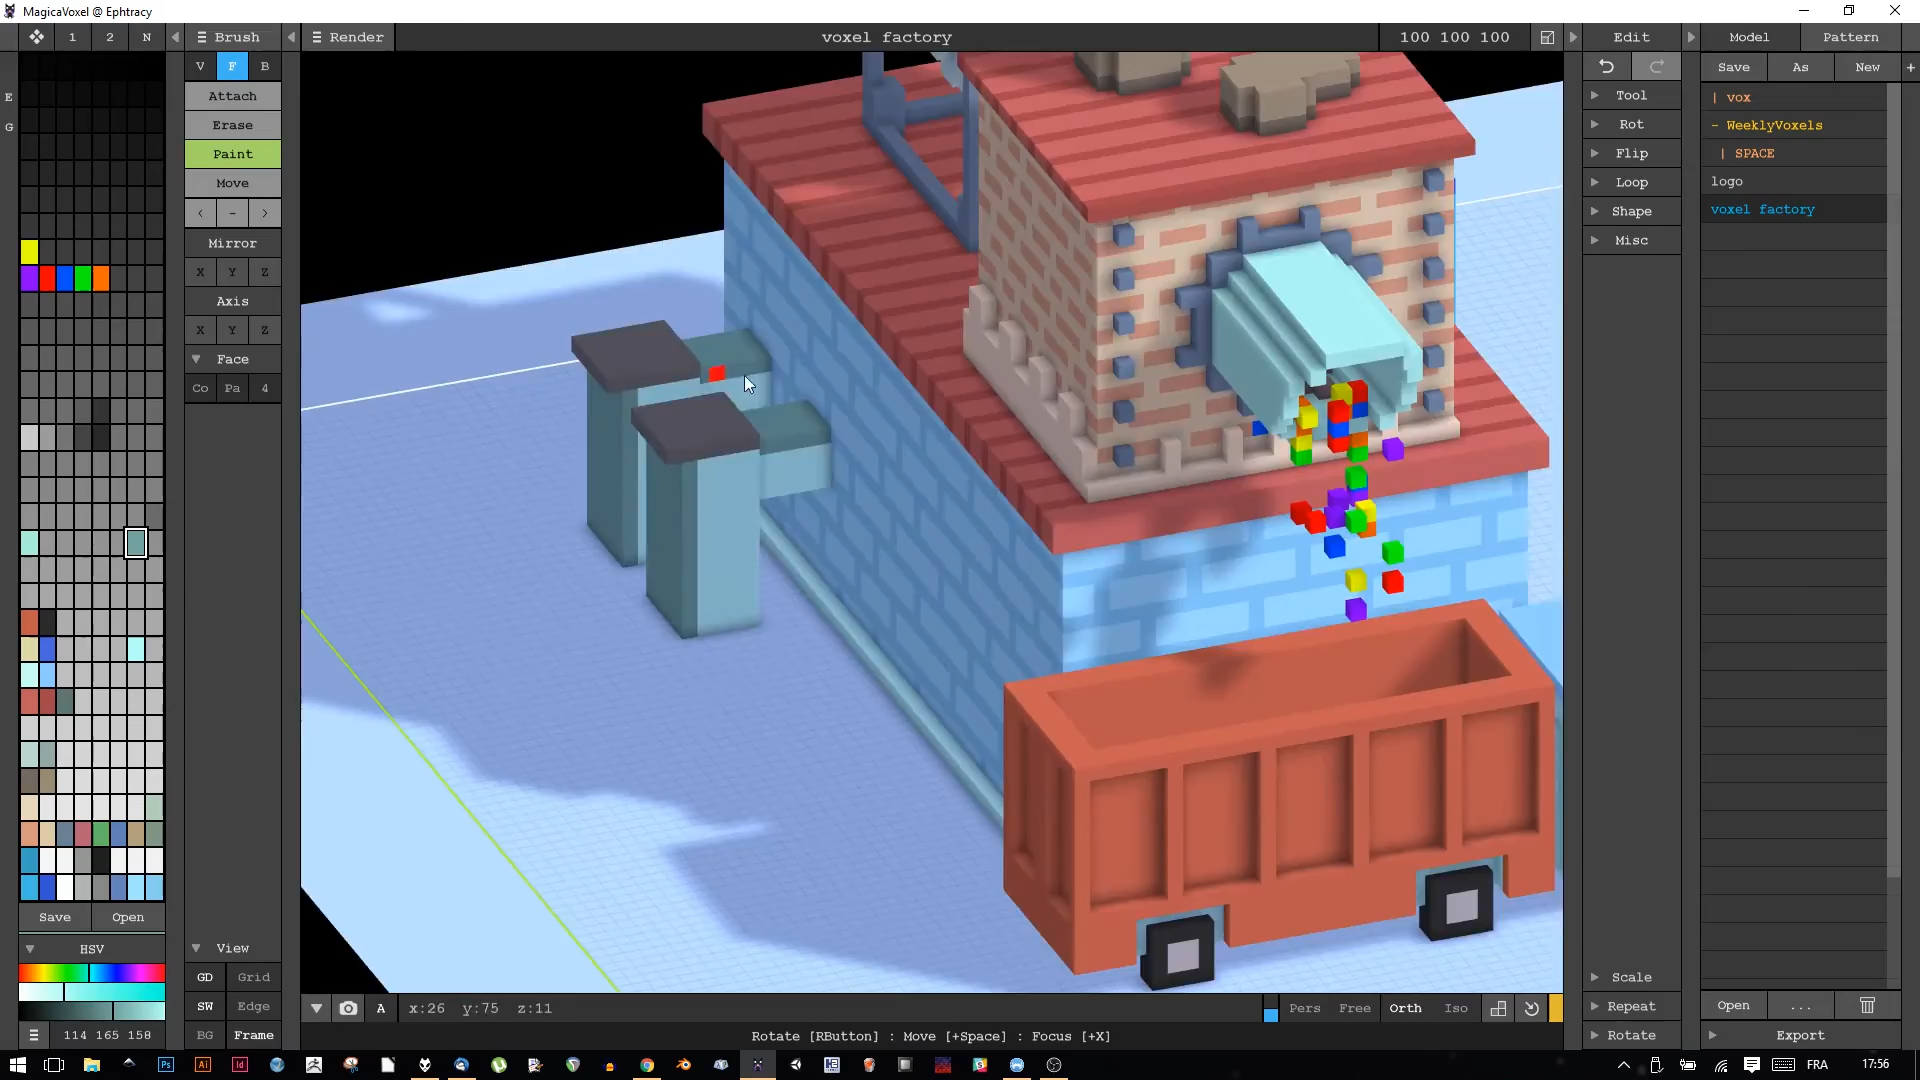 MagicaVoxel @ Ephtracy
1 2 N Brush Render voxel factory 100 100 100 Edit Model Pattern
V F B Save As New +
E Attach Tool | vox
G Erase Rot - WeeklyVoxels
Paint Flip | SPACE
Move Loop logo
< - > Shape voxel factory
Mirror Misc
X Y Z
Axis
X Y Z
Face
Co Pa 4
Save Open
HSV View
GD Grid Scale
SW Edge A x:26 y:75 z:11 Pers Free Orth Iso Repeat Open ...
114 165 158 BG Frame Rotate [RButton] : Move [+Space] : Focus [+X] Rotate Export
Ps Ai Id FRA 17:56